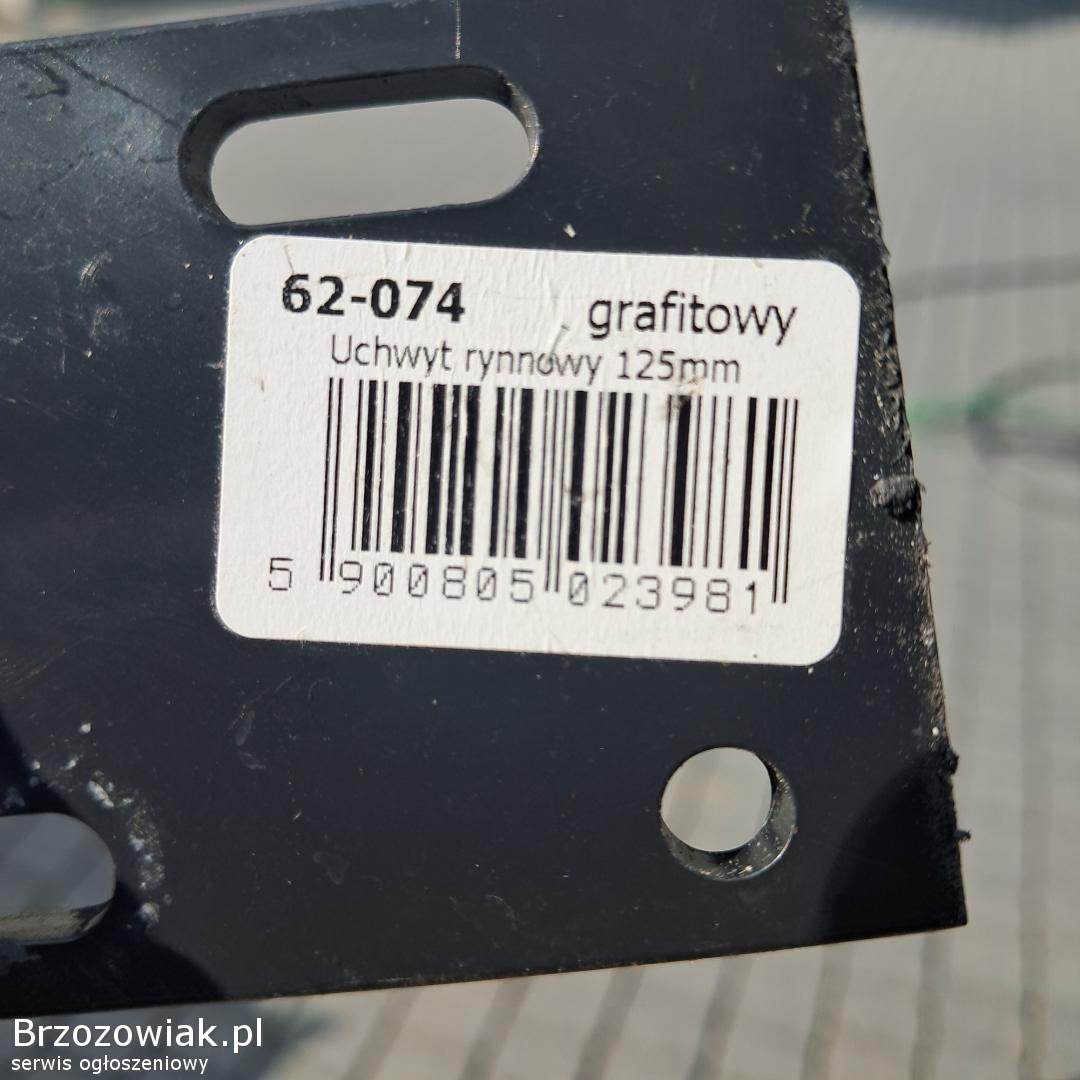 62-074 grafitowy
Uchwyt rynnowy 125mm
5 900805 023981
Brzozowiak.pl
serwis ogłoszeniowy